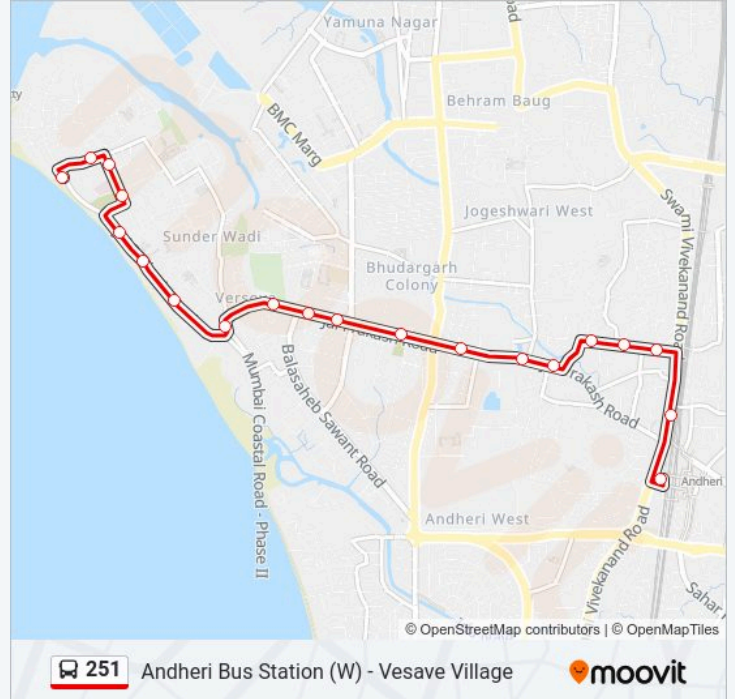 Yamuna Nagar
Behram Baug
BMC Marg
Jogeshwari West
Swami Vivekanand Road
Sunder Wadi
Bhudargarh
Colony
Versova
Jai Prakash Road
Prakash Road
Balasaheb Sawant Road
Mumbai Coastal Road - Phase II
Andheri
Andheri West
Vivekanand Road
Sahar
© OpenStreetMap contributors | © OpenMapTiles
251 Andheri Bus Station (W) - Vesave Village
moovit